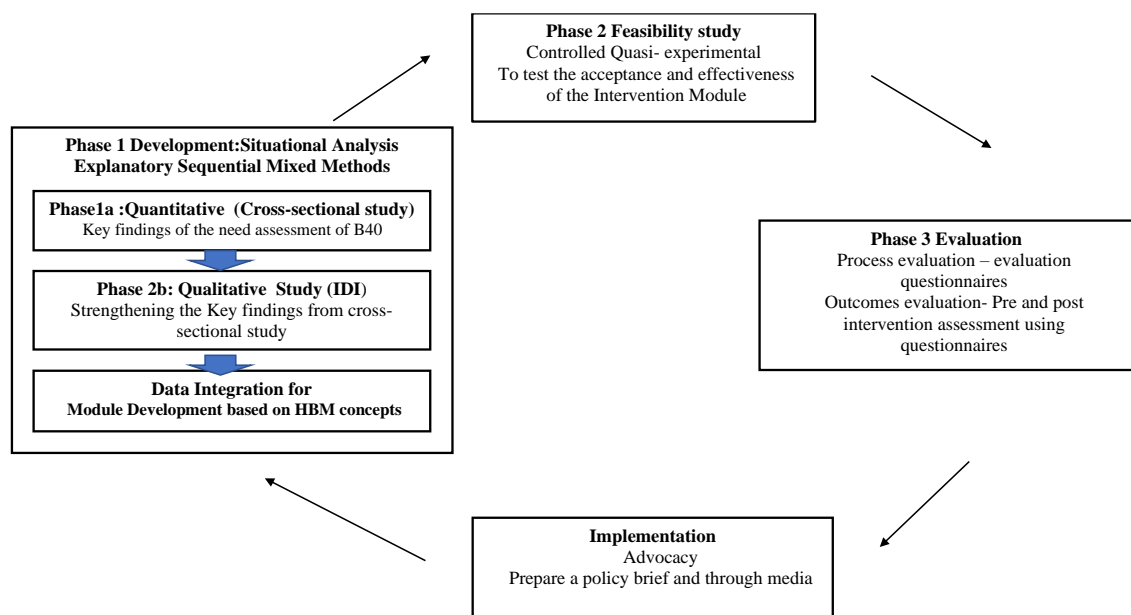 Phase 2 Feasibility study
Controlled Quasi- experimental
To test the acceptance and effectiveness
of the Intervention Module
Phase 1 Development:Situational Analysis
Explanatory Sequential Mixed Methods
Phase1a :Quantitative (Cross-sectional study)
Key findings of the need assessment of B40
Phase 2b: Qualitative Study (IDI)
Strengthening the Key findings from cross-
sectional study
Data Integration for
Module Development based on HBM concepts
Phase 3 Evaluation
Process evaluation – evaluation
questionnaires
Outcomes evaluation- Pre and post
intervention assessment using
questionnaires
Implementation
Advocacy
Prepare a policy brief and through media